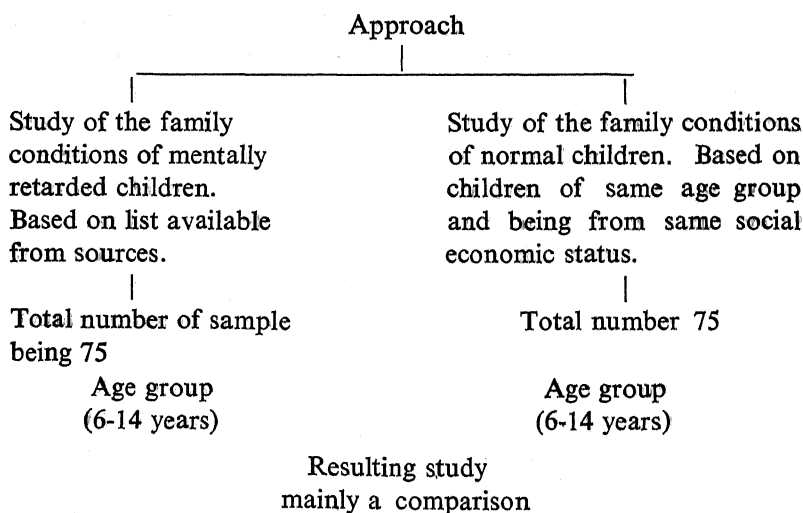 Approach
Study of the family
conditions of mentally
retarded children.
Based on list available
from sources.
Study of the family conditions
of normal children. Based on
children of same age group
and being from same social
economic status.
Total number of sample
being 75
Total number 75
Age group
(6-14 years)
Age group
(6-14 years)
Resulting study
mainly a comparison